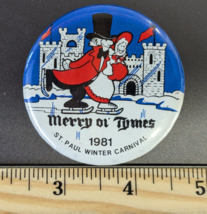 Merry ol' Tymes
1981
ST. PAUL WINTER CARNIVAL
3 4 5